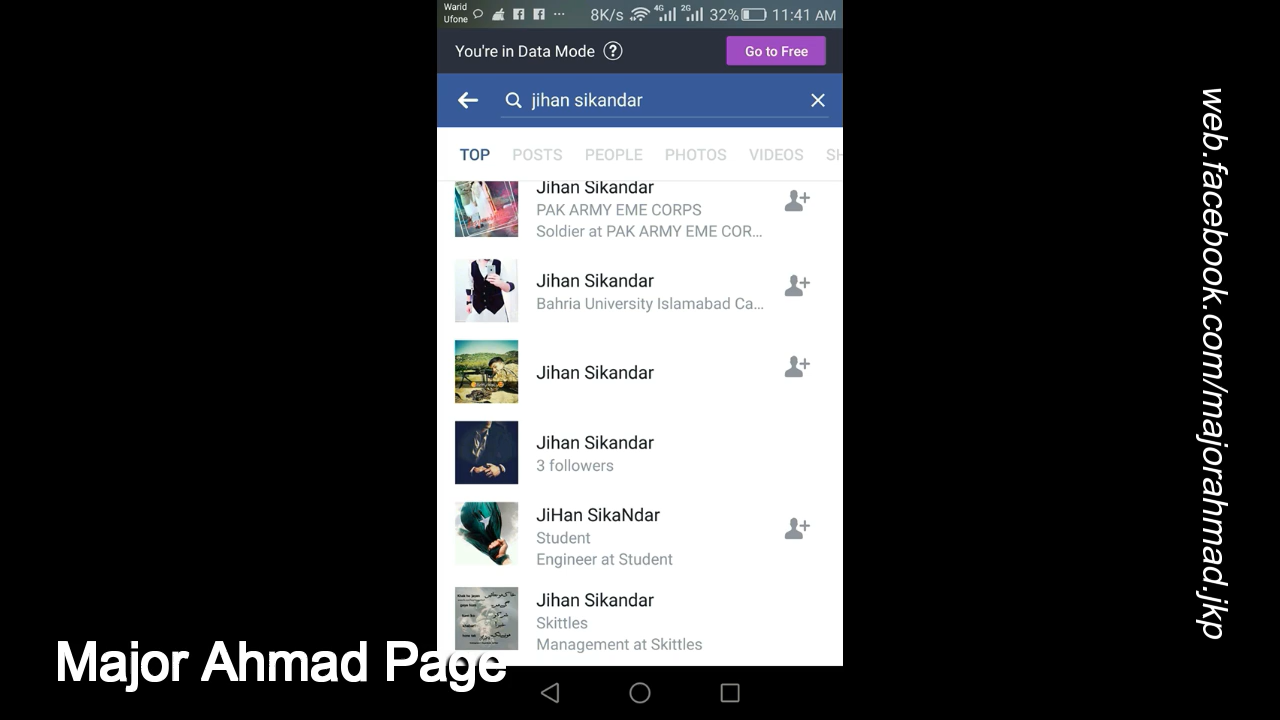 Warid
Ufone
8K/s
4G
2G
32%
11:41 AM
You're in Data Mode ?
Go to Free
jihan sikandar
TOP POSTS PEOPLE PHOTOS VIDEOS SH
Jihan Sikandar
PAK ARMY EME CORPS
Soldier at PAK ARMY EME COR...
Jihan Sikandar
Bahria University Islamabad Ca...
Jihan Sikandar
Jihan Sikandar
3 followers
JiHan SikaNdar
Student
Engineer at Student
Jihan Sikandar
Skittles
Management at Skittles
Major Ahmad Page
web.facebook.com/majorahmad.jkp